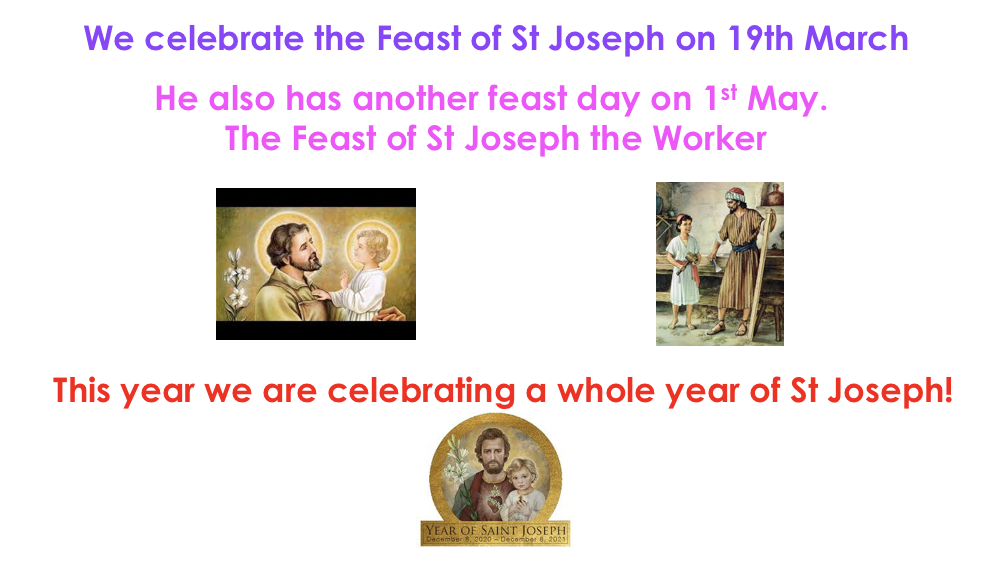 We celebrate the Feast of St Joseph on 19th March
He also has another feast day on 1st May.
The Feast of St Joseph the Worker
This year we are celebrating a whole year of St Joseph!
YEAR OF SAINT JOSEPH
December 8, 2020 – December 8, 2021